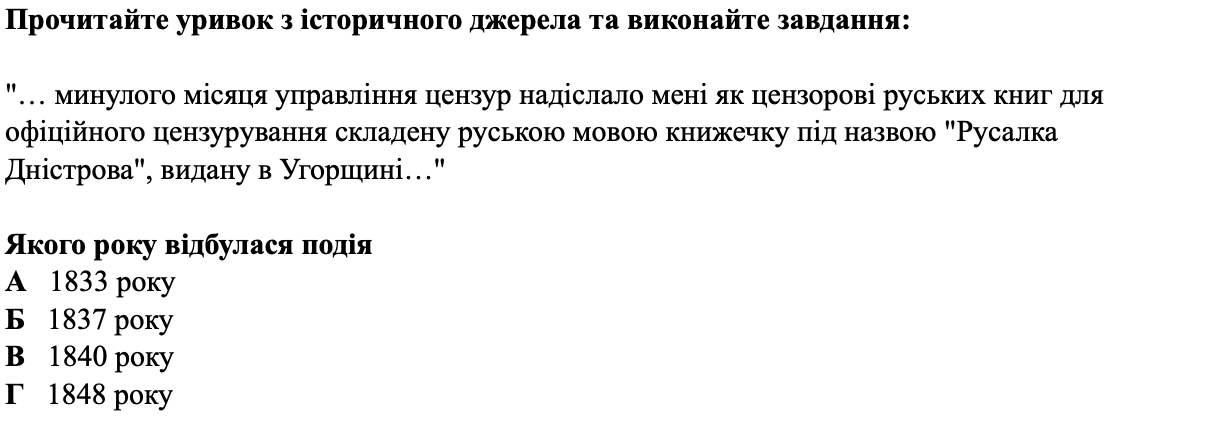 Прочитайте уривок з історичного джерела та виконайте завдання:
"… минулого місяця управління цензур надіслало мені як цензорові руських книг для
офіційного цензурування складену руською мовою книжечку під назвою "Русалка
Дністрова", видану в Угорщині…"
Якого року відбулася подія
А 1833 року
Б 1837 року
В 1840 року
Г 1848 року